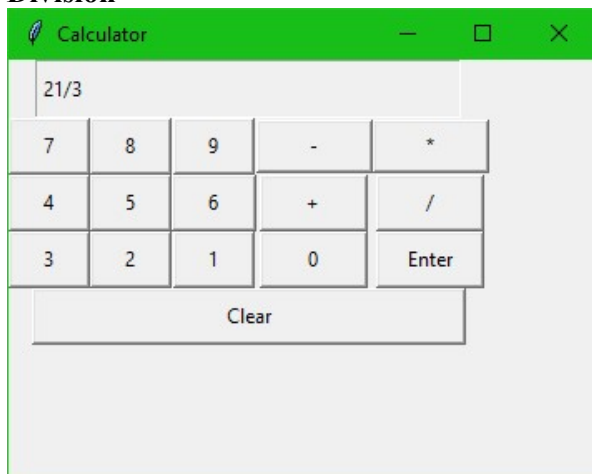 Division
Calculator
21/3
7 8 9 - *
4 5 6 + /
3 2 1 0 Enter
Clear